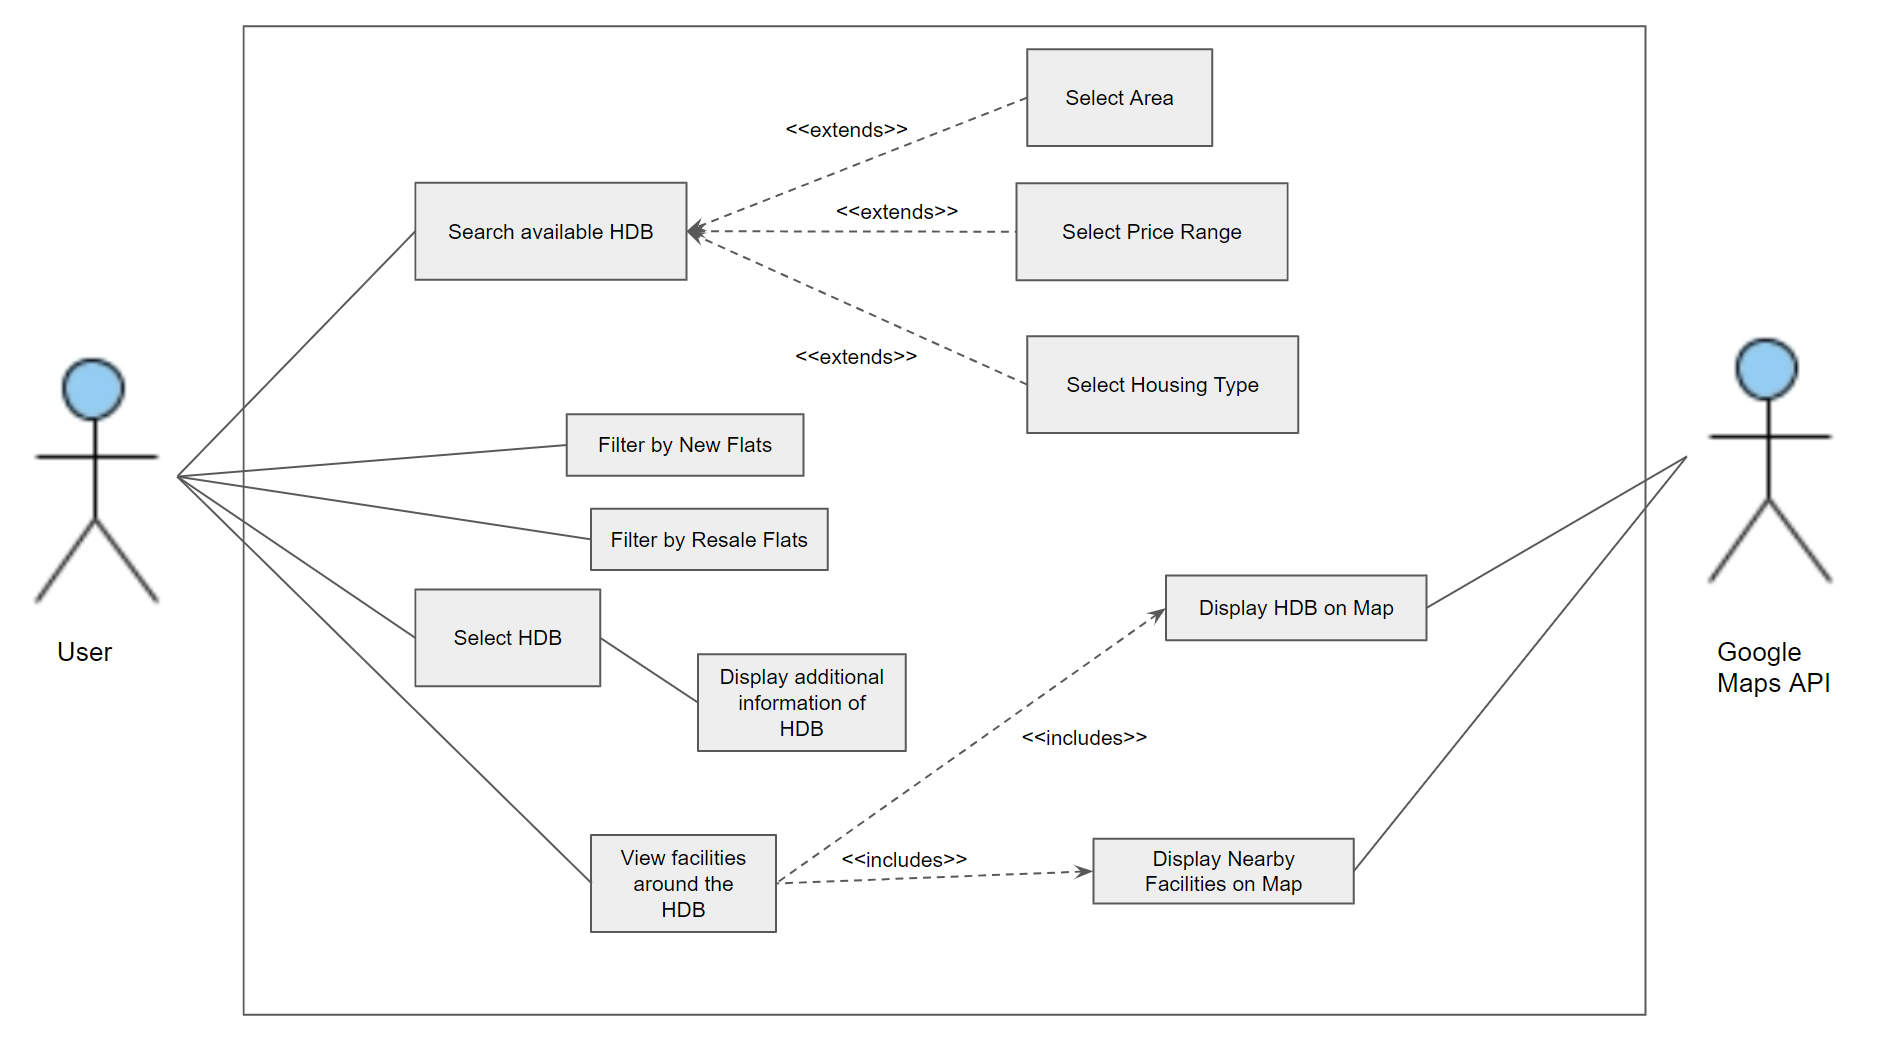 Select Area
<<extends>>
<<extends>>
Search available HDB
Select Price Range
<<extends>>
Select Housing Type
Filter by New Flats
Filter by Resale Flats
Display HDB on Map
Select HDB
User
Google
Maps API
Display additional
information of
HDB
<<includes>>
View facilities
around the
HDB
<<includes>>
Display Nearby
Facilities on Map